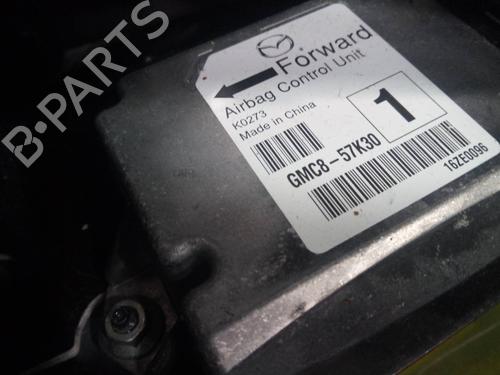 Forward
Airbag Control Unit
K0273
Made in China
1
GMC8-57K30
16ZE0096
B-PARTS